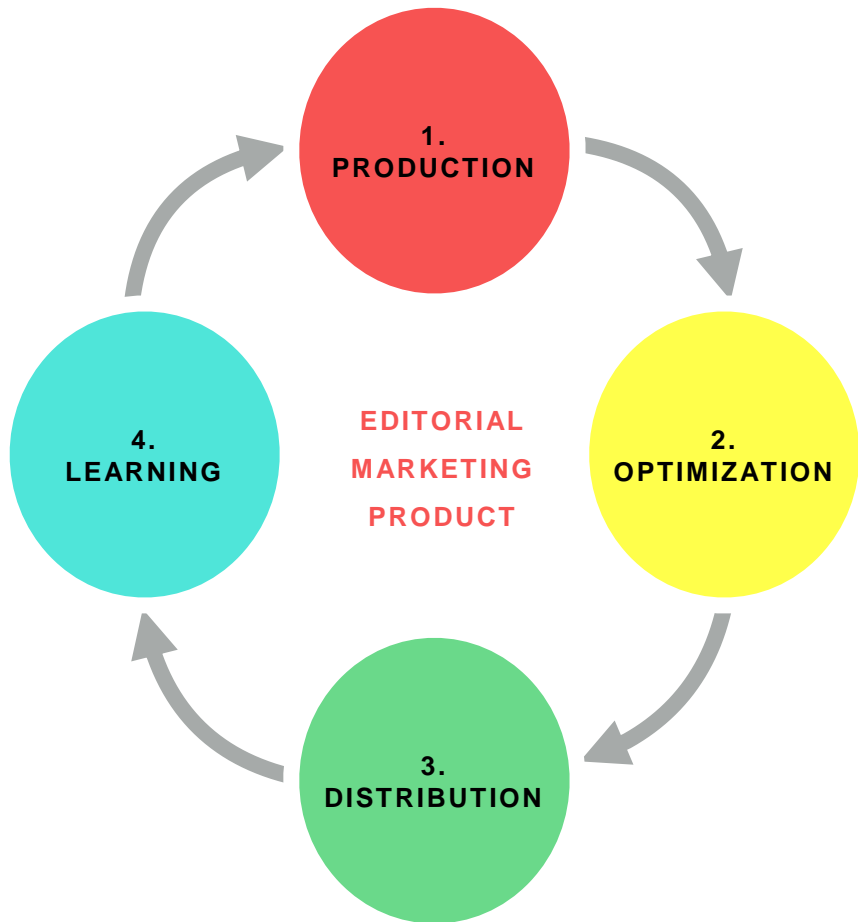 1.
PRODUCTION
2.
OPTIMIZATION
3.
DISTRIBUTION
4.
LEARNING
EDITORIAL
MARKETING
PRODUCT